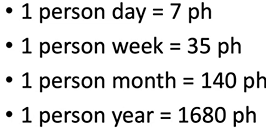 • 1 person day = 7 ph
• 1 person week = 35 ph
• 1 person month = 140 ph
• 1 person year = 1680 ph